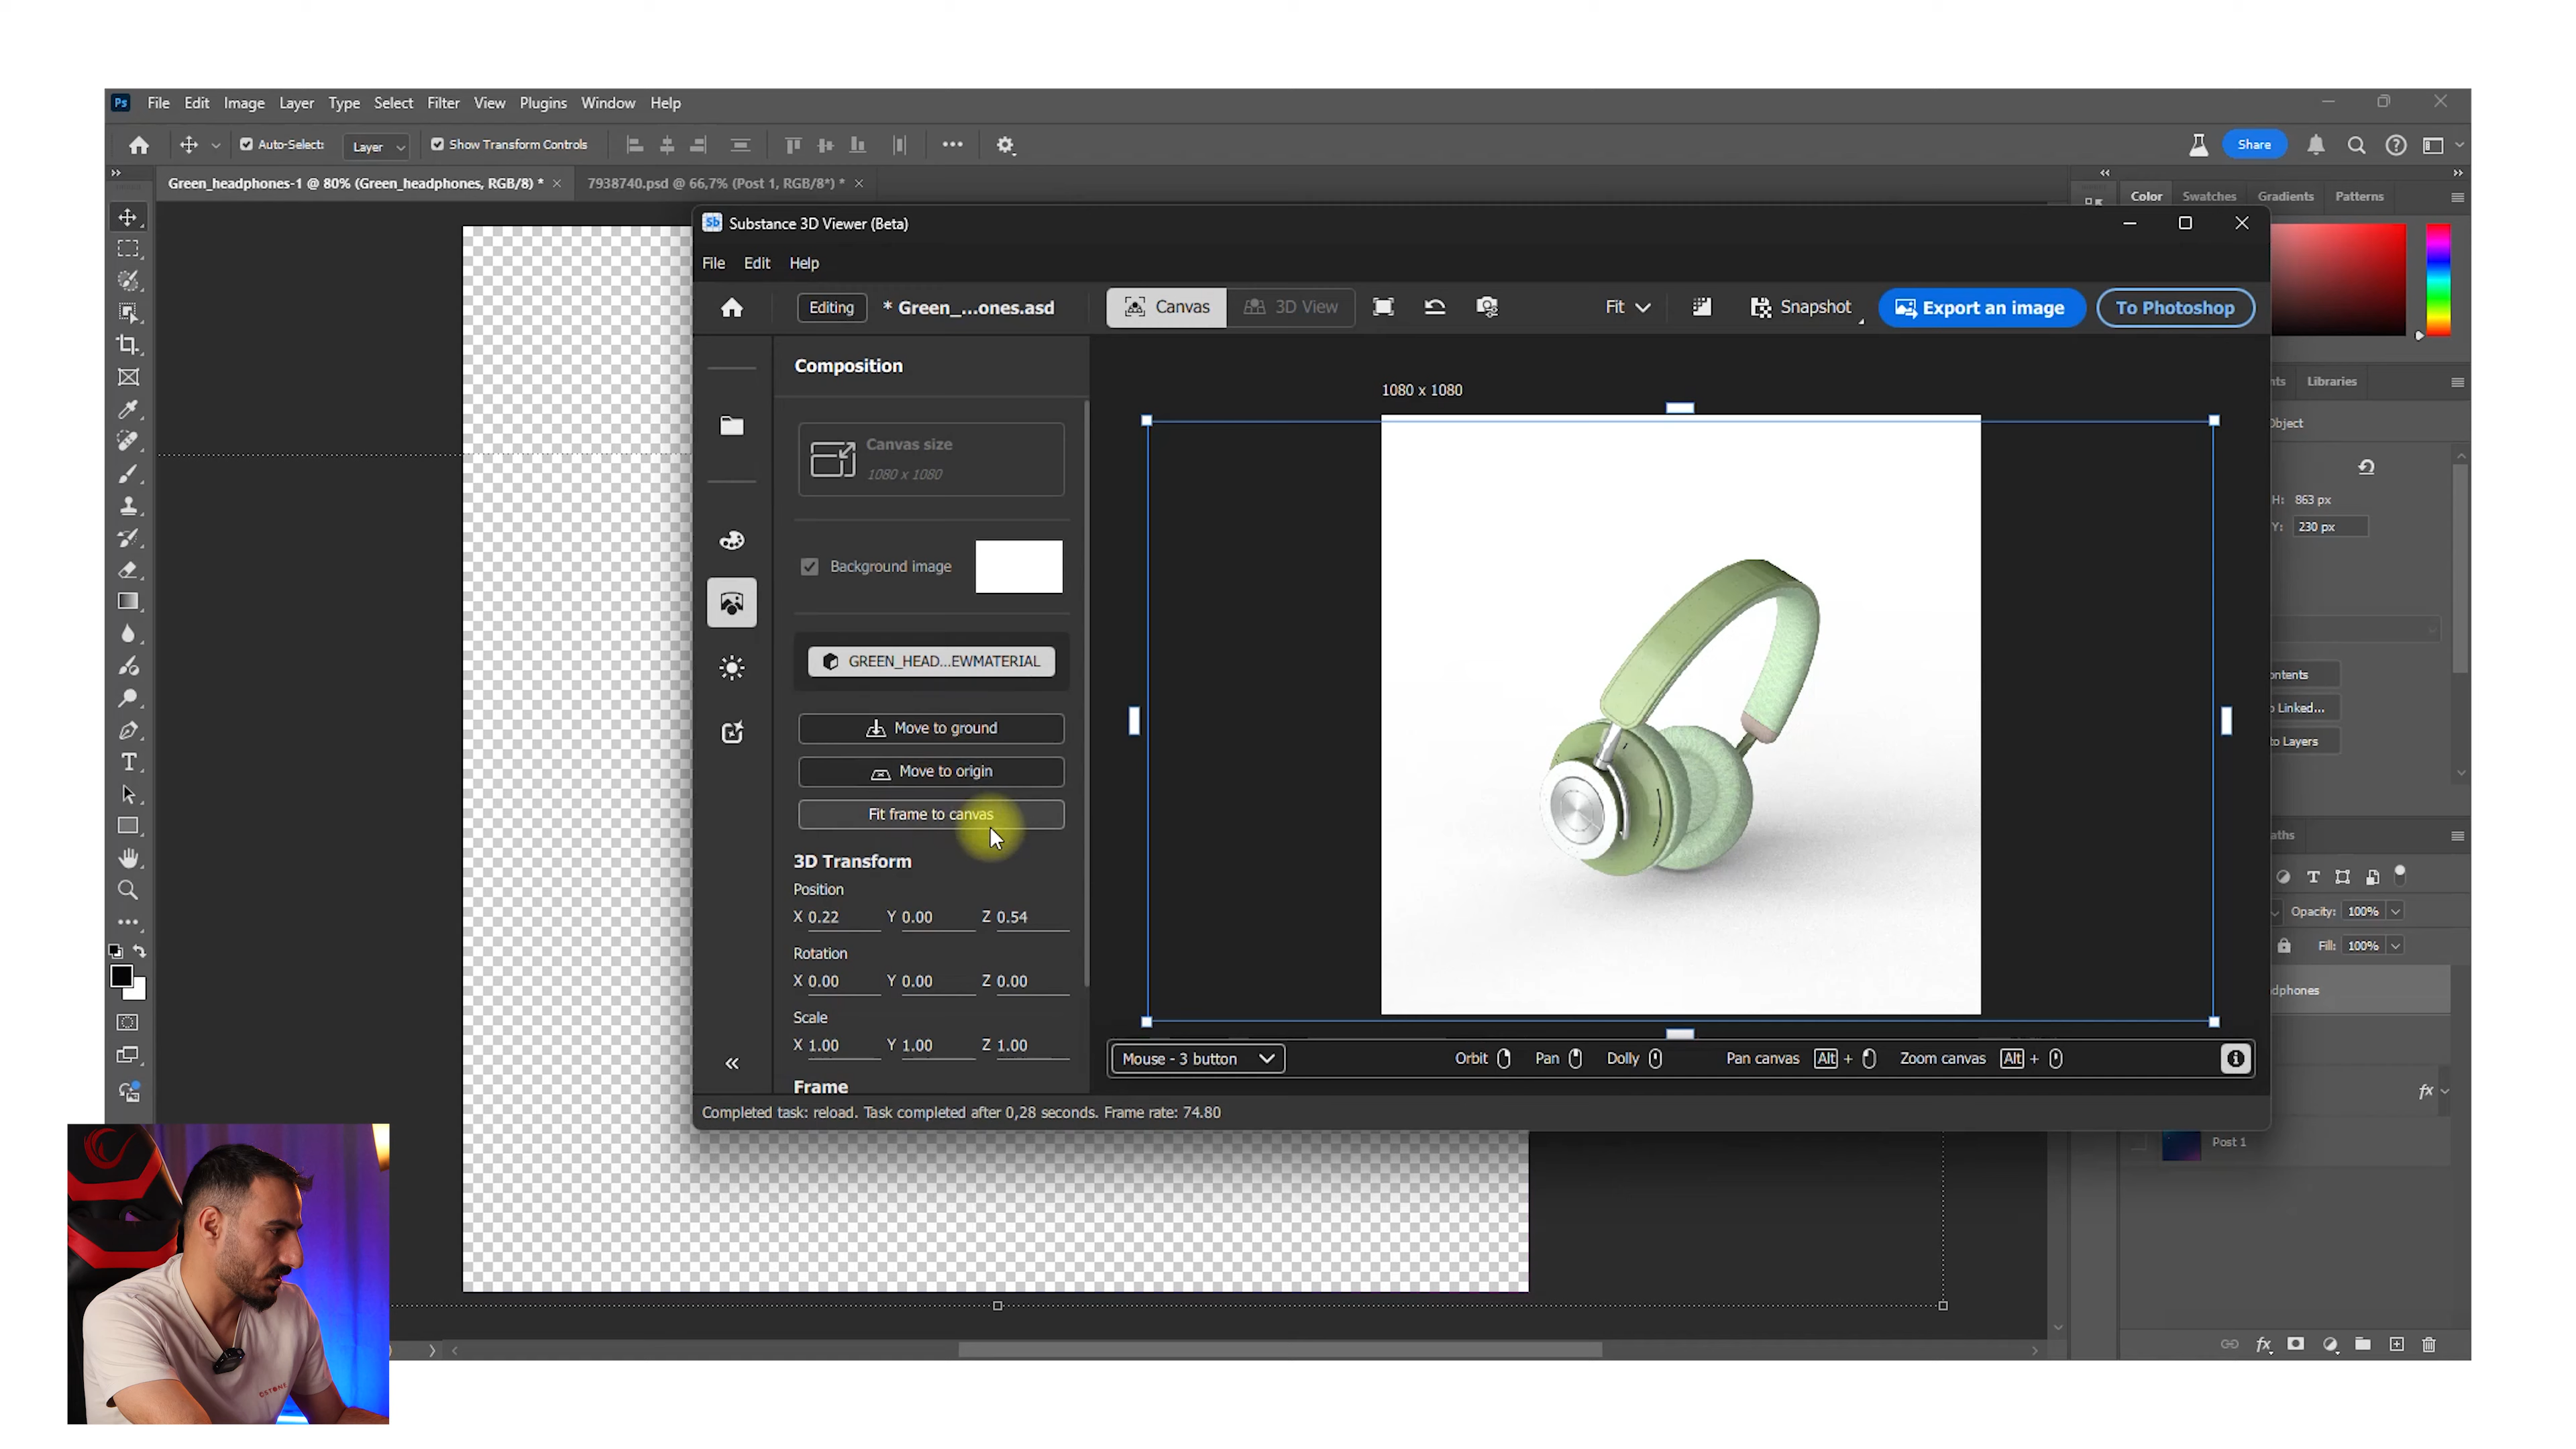 Ps File Edit Image Layer Type Select Filter View Plugins Window Help
Auto-Select: Layer Show Transform Controls ••• Share
Green_headphones-1 @ 80% (Green_headphones, RGB/8) * × 7938740.psd @ 66,7% (Post 1, RGB/8*) * ×
Color Swatches Gradients Patterns
Substance 3D Viewer (Beta)
File Edit Help
Editing * Green_...ones.asd Canvas 3D View Fit Snapshot Export an image To Photoshop
Composition
1080 x 1080
Canvas size
1080 x 1080
Background image
GREEN_HEAD...EWMATERIAL
Move to ground
Move to origin
Fit frame to canvas
3D Transform
Position
X 0.22 Y 0.00 Z 0.54
Rotation
X 0.00 Y 0.00 Z 0.00
Scale
X 1.00 Y 1.00 Z 1.00
Frame
Mouse - 3 button Orbit Pan Dolly Pan canvas Alt + Zoom canvas Alt +
Completed task: reload. Task completed after 0,28 seconds. Frame rate: 74.80
nts Libraries
Object
H: 863 px
Y: 230 px
ontents
o Linked...
to Layers
aths
Opacity: 100%
Fill: 100%
dphones
fx
Post 1
fx